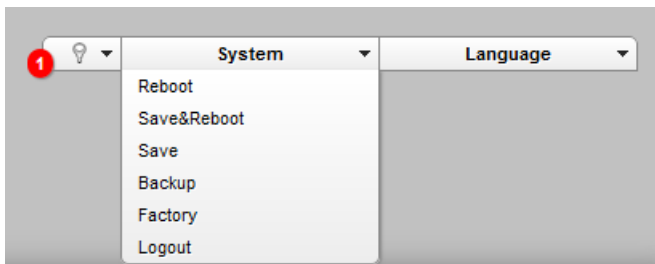 1
System
Language
Reboot
Save&Reboot
Save
Backup
Factory
Logout